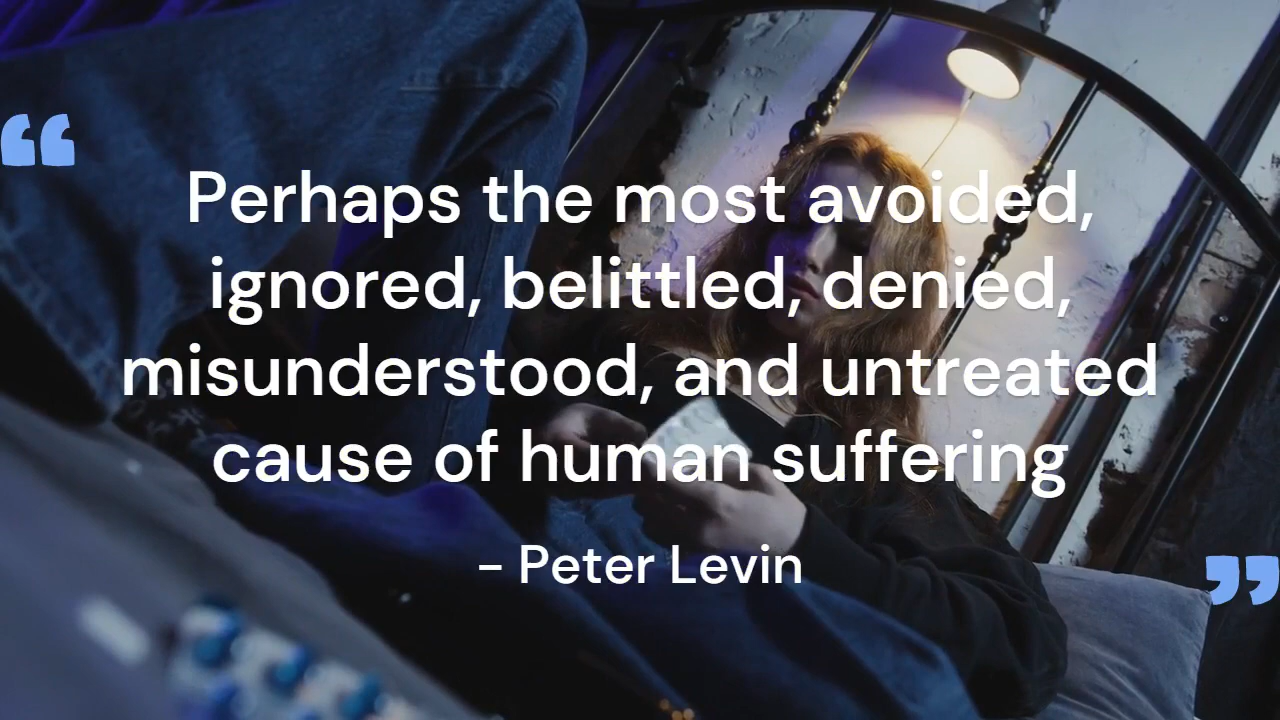 “
Perhaps the most avoided,
ignored, belittled, denied,
misunderstood, and untreated
cause of human suffering
- Peter Levin
”